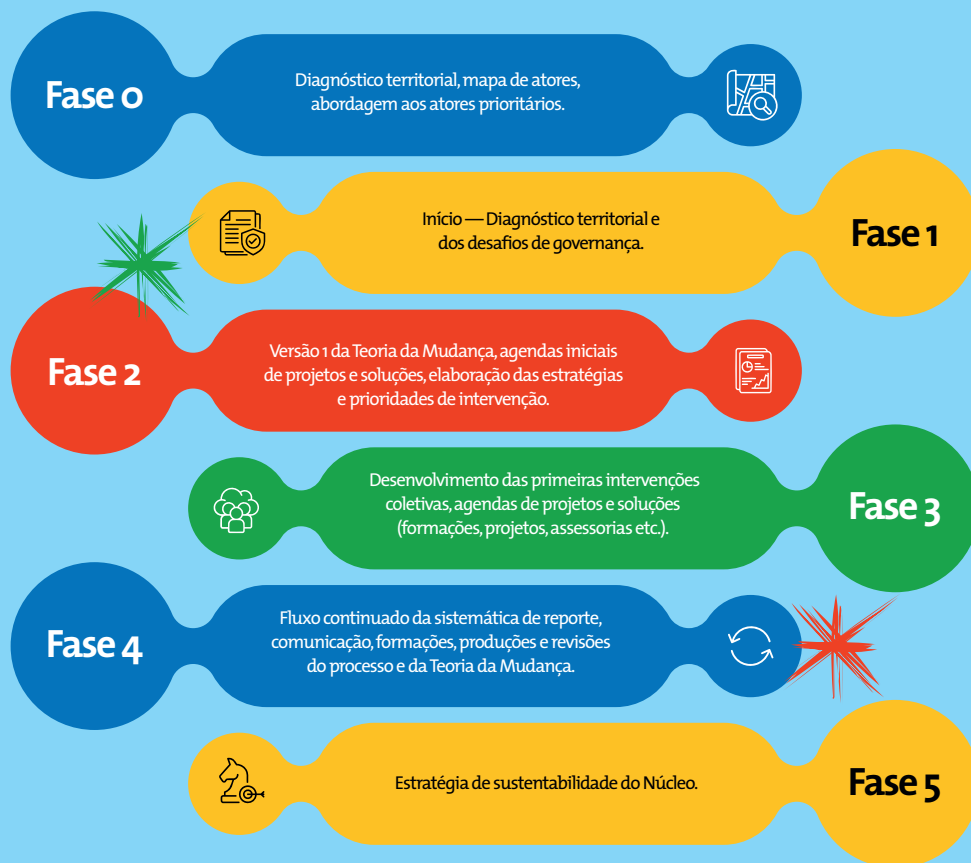 Fase 0
Diagnóstico territorial, mapa de atores,
abordagem aos atores prioritários.
Início — Diagnóstico territorial e
dos desafios de governança.
Fase 1
Fase 2
Versão 1 da Teoria da Mudança, agendas iniciais
de projetos e soluções, elaboração das estratégias
e prioridades de intervenção.
Desenvolvimento das primeiras intervenções
coletivas, agendas de projetos e soluções
(formações, projetos, assessorias etc.).
Fase 3
Fase 4
Fluxo continuado da sistemática de reporte,
comunicação, formações, produções e revisões
do processo e da Teoria da Mudança.
Estratégia de sustentabilidade do Núcleo.
Fase 5